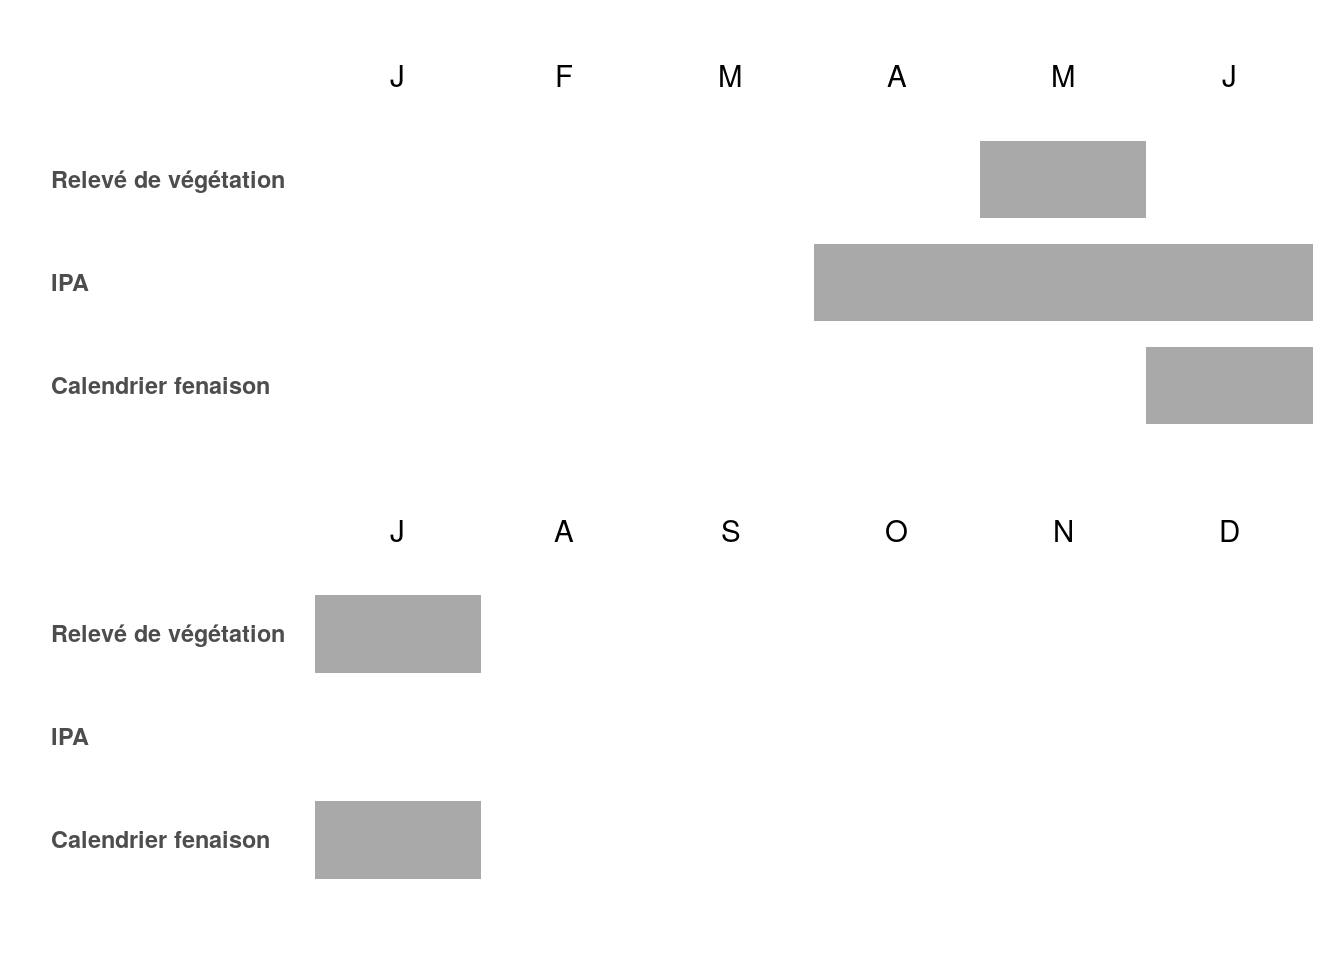 J F M A M J
Relevé de végétation
IPA
Calendrier fenaison
J A S O N D
Relevé de végétation
IPA
Calendrier fenaison